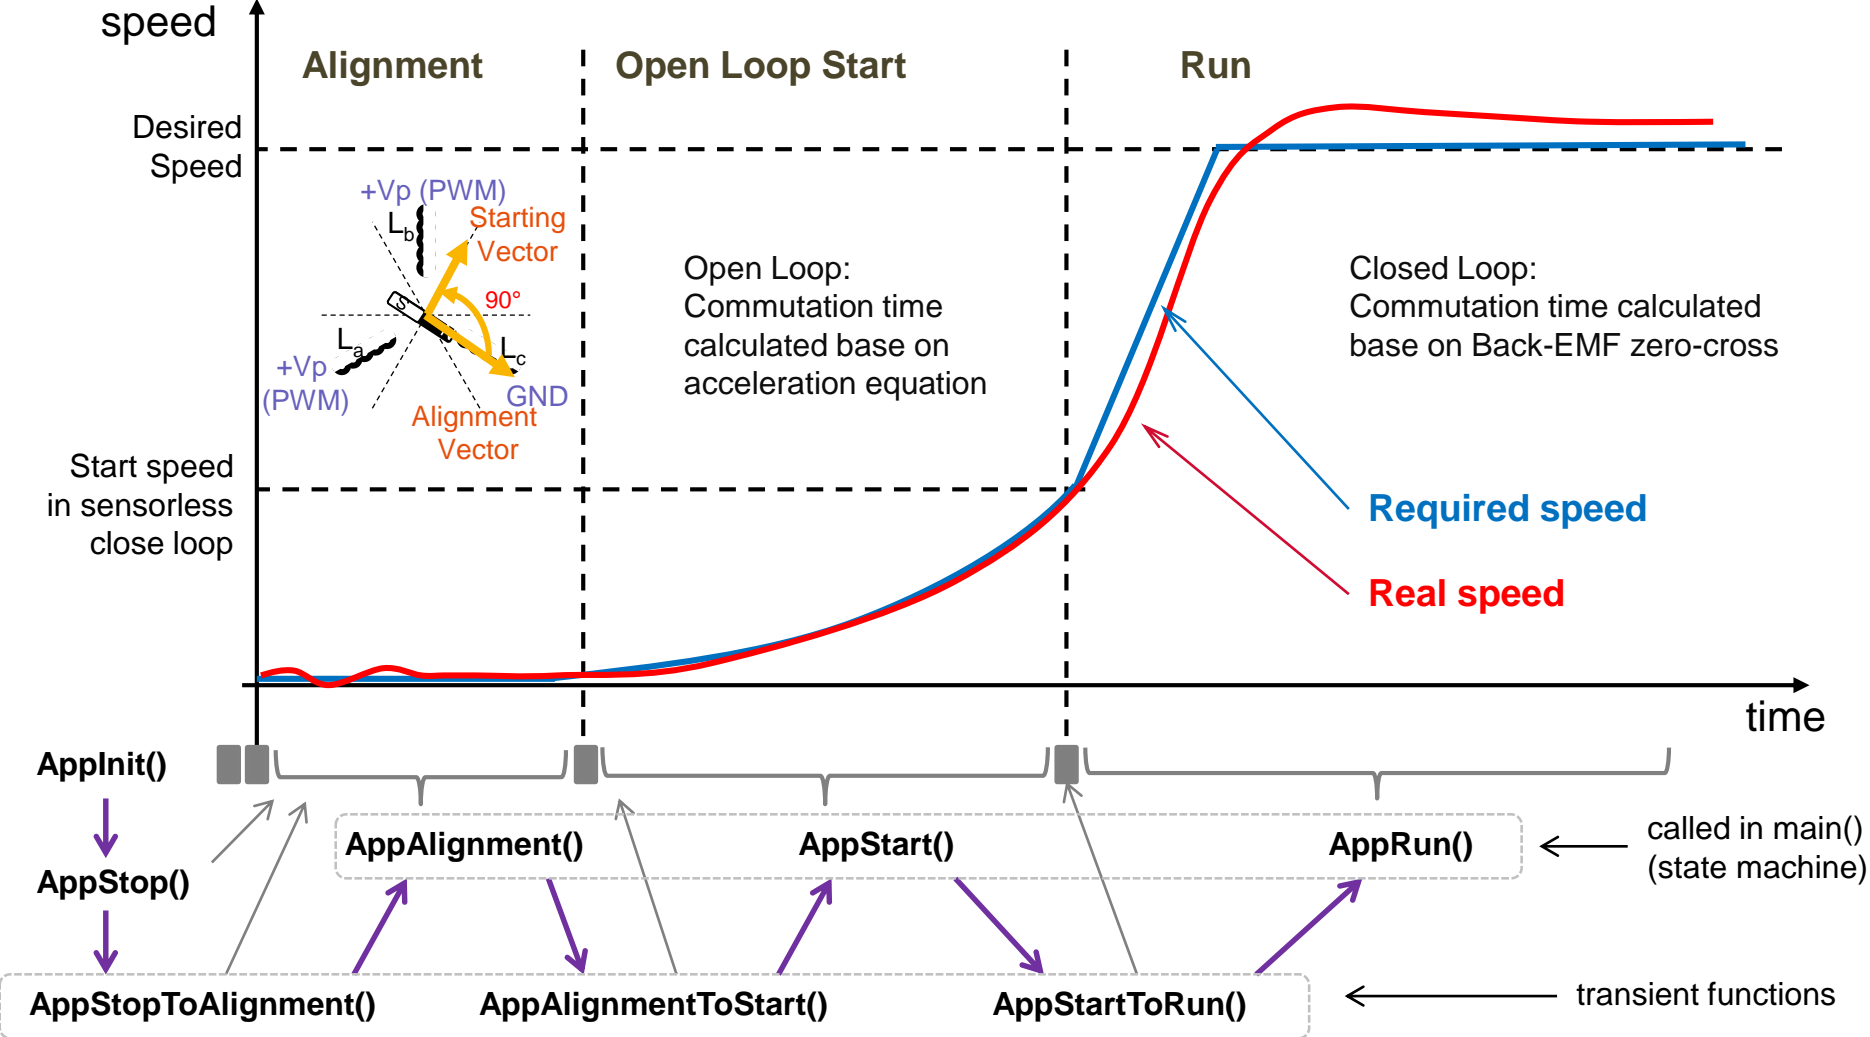 speed
Alignment
Open Loop Start
Run
Desired
Speed
+Vp (PWM)
Lb
Starting
Vector
90°
S
La
Lc
+Vp
(PWM)
GND
Alignment
Vector
Open Loop:
Commutation time
calculated base on
acceleration equation
Closed Loop:
Commutation time calculated
base on Back-EMF zero-cross
Start speed
in sensorless
close loop
Required speed
Real speed
time
AppInit()
AppStop()
AppAlignment()
AppStart()
AppRun()
called in main()
(state machine)
AppStopToAlignment()
AppAlignmentToStart()
AppStartToRun()
transient functions